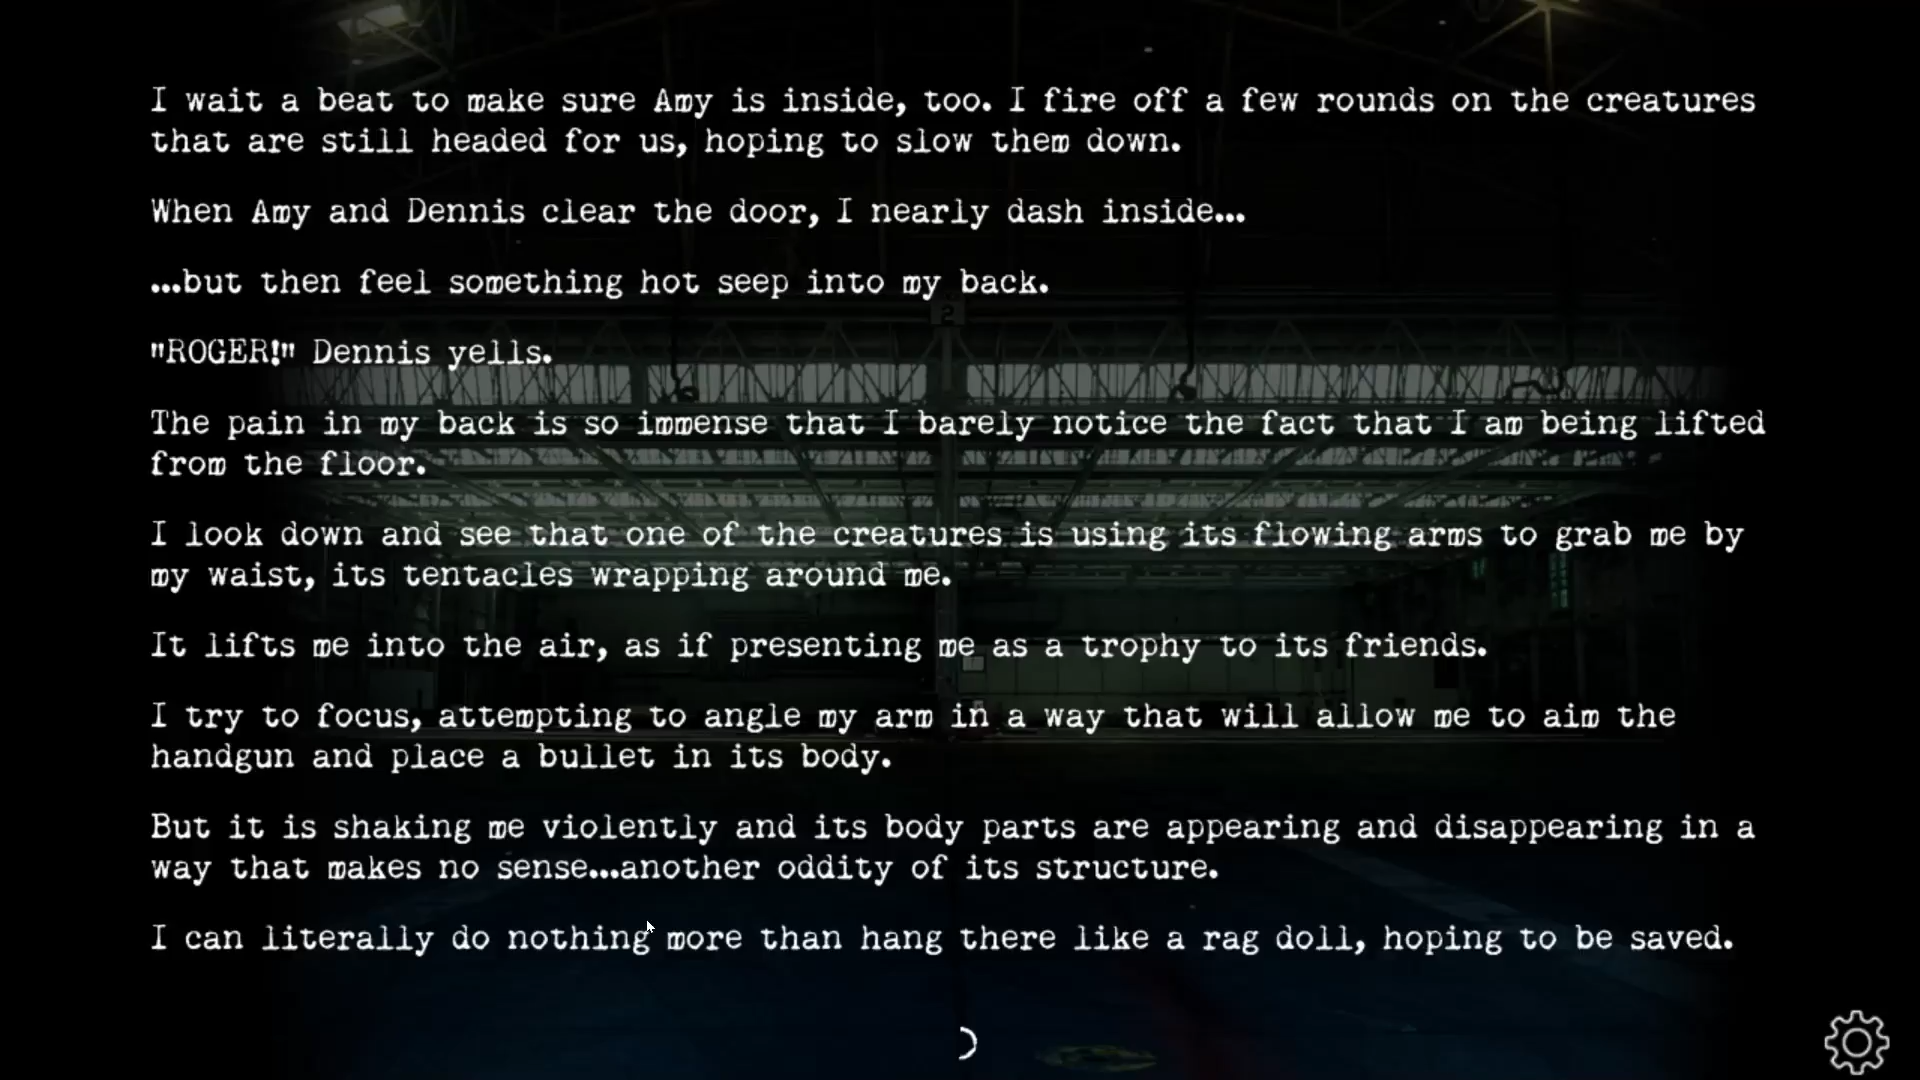 I wait a beat to make sure Amy is inside, too. I fire off a few rounds on the creatures
that are still headed for us, hoping to slow them down.
When Amy and Dennis clear the door, I nearly dash inside...
...but then feel something hot seep into my back.
2
"ROGER!" Dennis yells.
The pain in my back is so immense that I barely notice the fact that I am being lifted
from the floor.
I look down and see that one of the creatures is using its flowing arms to grab me by
my waist, its tentacles wrapping around me.
It lifts me into the air, as if presenting me as a trophy to its friends.
I try to focus, attempting to angle my arm in a way that will allow me to aim the
handgun and place a bullet in its body.
But it is shaking me violently and its body parts are appearing and disappearing in a
way that makes no sense...another oddity of its structure.
I can literally do nothing more than hang there like a rag doll, hoping to be saved.